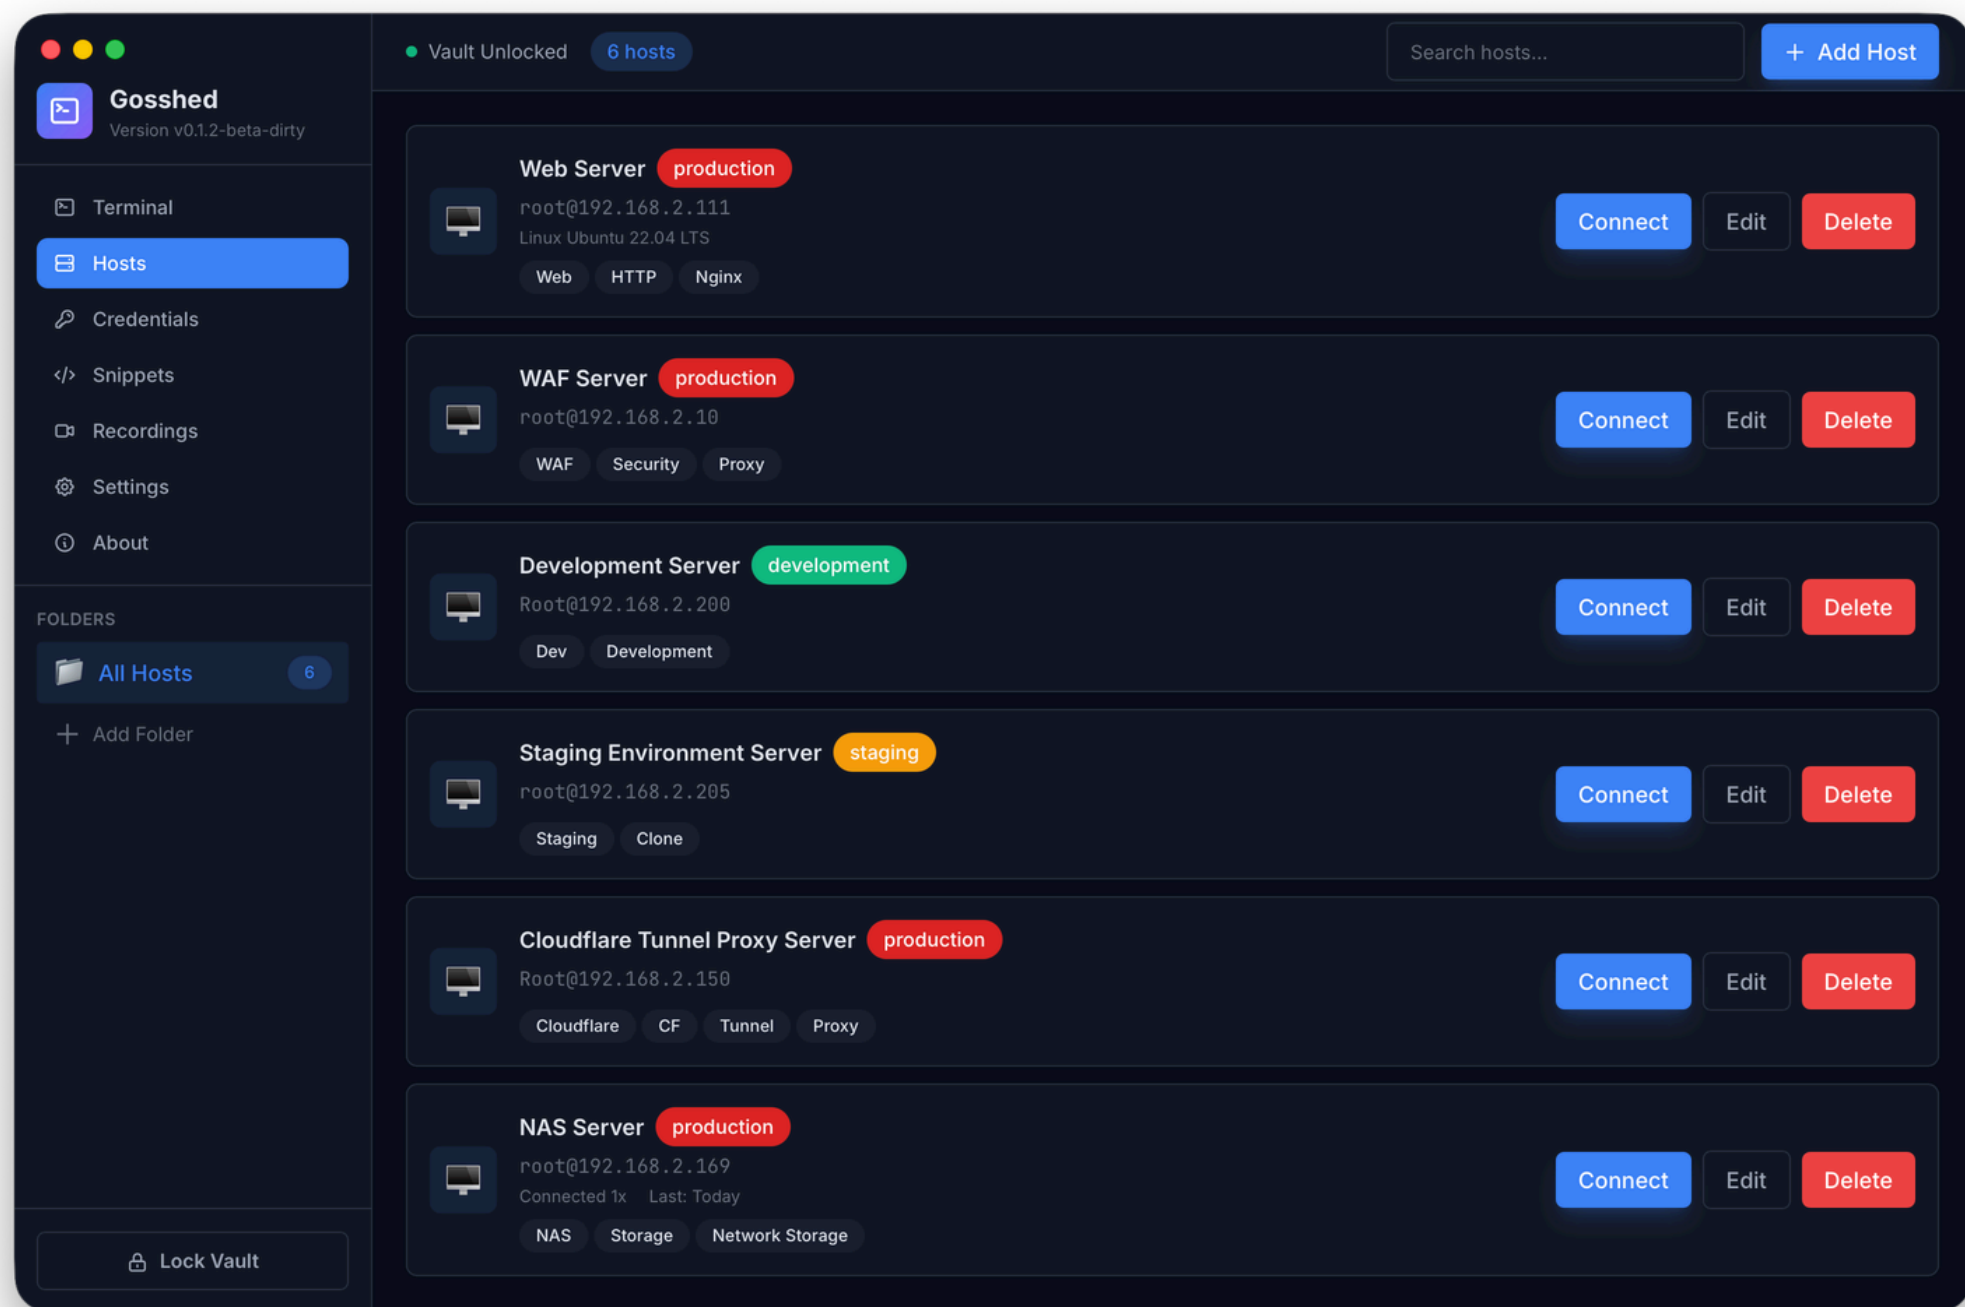 Gosshed
Version v0.1.2-beta-dirty
Terminal
Hosts
Credentials
Snippets
Recordings
Settings
About
FOLDERS
All Hosts 6
Add Folder
Lock Vault
Vault Unlocked 6 hosts Search hosts... + Add Host
Web Server production
root@192.168.2.111
Linux Ubuntu 22.04 LTS
Web HTTP Nginx
Connect Edit Delete
WAF Server production
root@192.168.2.10
WAF Security Proxy
Connect Edit Delete
Development Server development
Root@192.168.2.200
Dev Development
Connect Edit Delete
Staging Environment Server staging
root@192.168.2.205
Staging Clone
Connect Edit Delete
Cloudflare Tunnel Proxy Server production
Root@192.168.2.150
Cloudflare CF Tunnel Proxy
Connect Edit Delete
NAS Server production
root@192.168.2.169
Connected 1x Last: Today
NAS Storage Network Storage
Connect Edit Delete